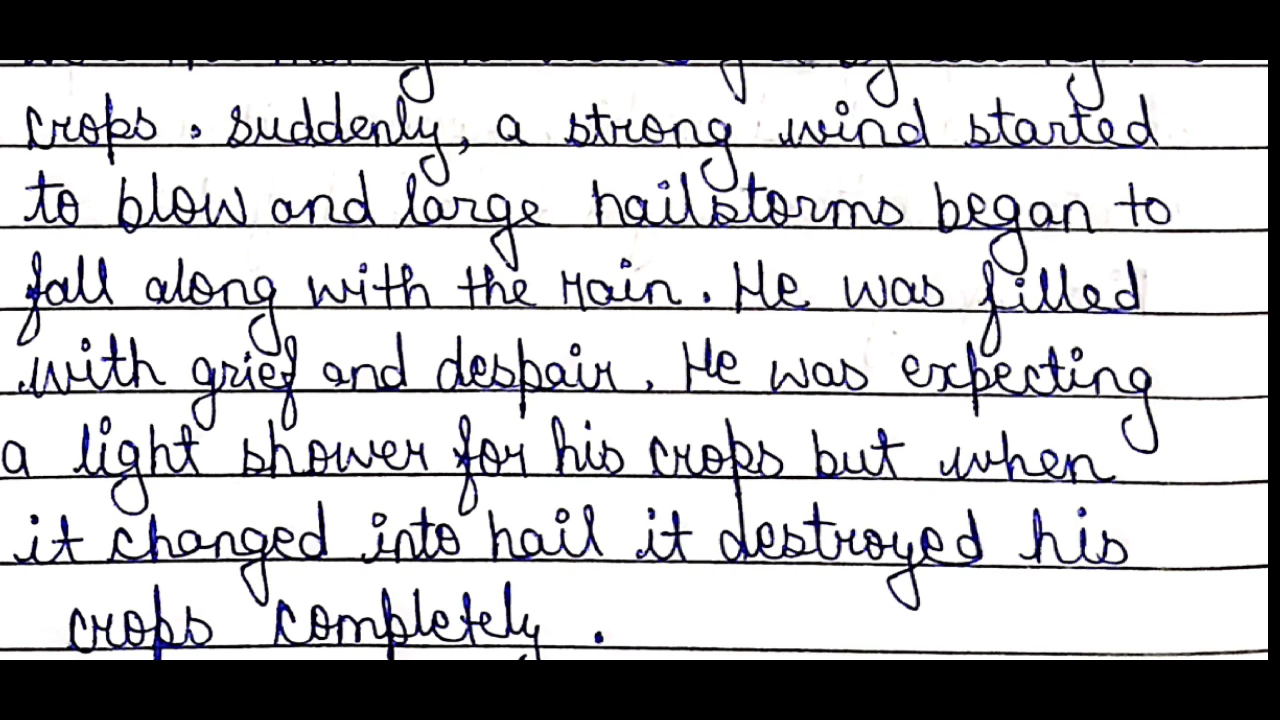 crops. suddenly, a strong wind started
to blow and large hailstorms began to
fall along with the rain. He was filled
with grief and despair. He was expecting
a light shower for his crops but when
it changed into hail it destroyed his
crops completely.